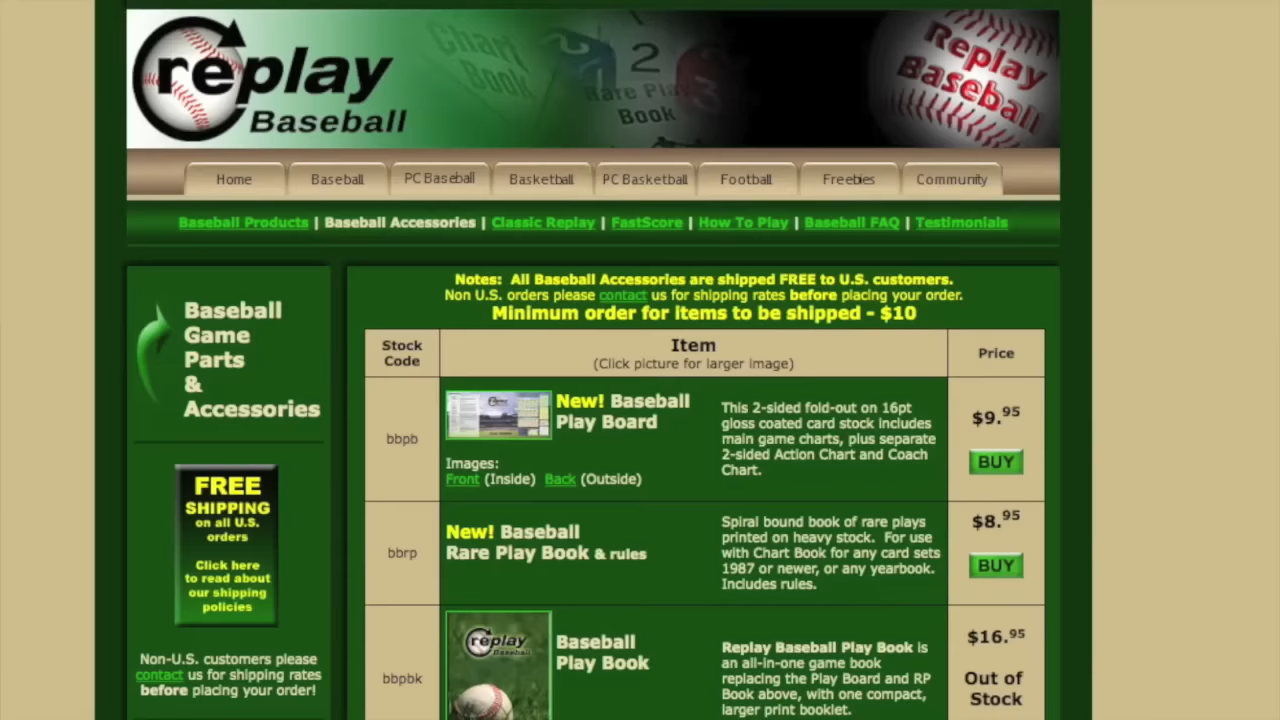 replay
Baseball
Chart
Book
2
Rare Play
Book
3
Replay
Baseball
Home
Baseball
PC Baseball
Basketball
PC Basketball
Football
Freebies
Community
Baseball Products | Baseball Accessories | Classic Replay | FastScore | How To Play | Baseball FAQ | Testimonials
Baseball
Game
Parts
&
Accessories
FREE
SHIPPING
on all U.S.
orders
Click here
to read about
our shipping
policies
Non-U.S. customers please
contact us for shipping rates
before placing your order!
Notes: All Baseball Accessories are shipped FREE to U.S. customers.
Non U.S. orders please contact us for shipping rates before placing your order.
Minimum order for items to be shipped - $10
Stock
Code
Item
(Click picture for larger image)
Price
bbpb
New! Baseball
Play Board
Images:
Front (Inside) Back (Outside)
This 2-sided fold-out on 16pt
gloss coated card stock includes
main game charts, plus separate
2-sided Action Chart and Coach
Chart.
$9.95
BUY
bbrp
New! Baseball
Rare Play Book & rules
Spiral bound book of rare plays
printed on heavy stock. For use
with Chart Book for any card sets
1987 or newer, or any yearbook.
Includes rules.
$8.95
BUY
bbpbk
replay
Baseball
Baseball
Play Book
Replay Baseball Play Book is
an all-in-one game book
replacing the Play Board and RP
Book above, with one compact,
larger print booklet.
$16.95
Out of
Stock